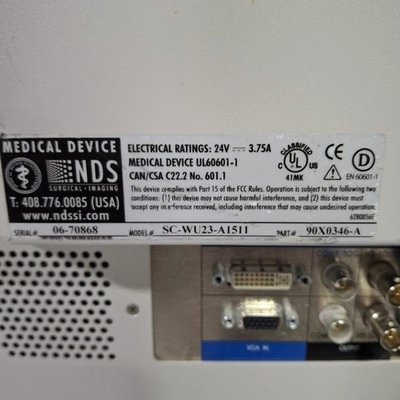 MEDICAL DEVICE
NDS
SURGICAL · IMAGING
T: 408.776.0085 (USA)
www.ndssi.com
ELECTRICAL RATINGS: 24V ⎓ 3.75A
MEDICAL DEVICE UL60601-1
CAN/CSA C22.2 No. 601.1
C UL US
41MK
D
EN 60601-1
This device complies with Part 15 of the FCC Rules. Operation is subject to the following two
conditions: (1) this device may not cause harmful interference, and (2) this device must
accept any interference received, including interference that may cause undesired operation.
62B0056E
SERIAL# 06-70868 MODEL# SC-WU23-A1511 PART# 90X0346-A
VGA IN
OUTPUT